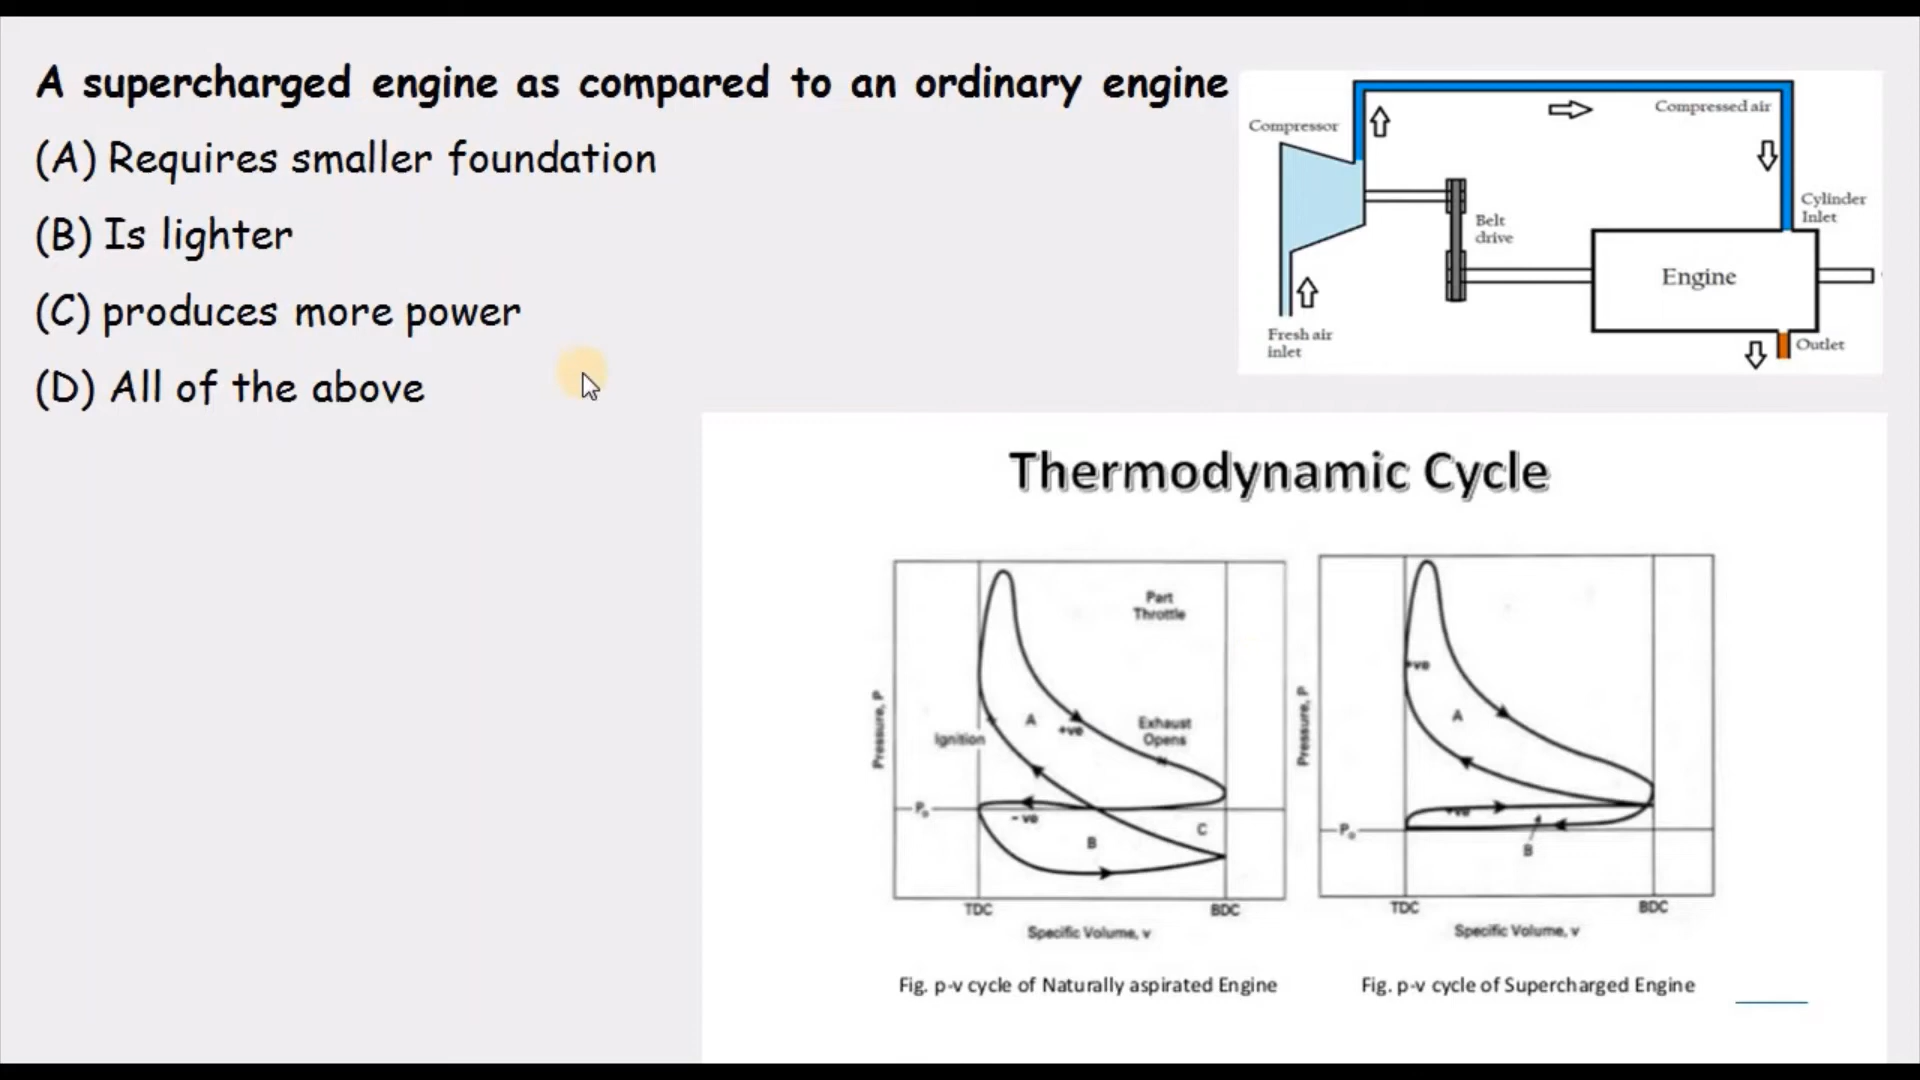 A supercharged engine as compared to an ordinary engine
(A) Requires smaller foundation
(B) Is lighter
(C) produces more power
(D) All of the above
Compressor
Compressed air
Cylinder
Inlet
Belt
drive
Engine
Fresh air
inlet
Outlet
Thermodynamic Cycle
Part
Throttle
Pressure, P
Ignition
A
+ve
Exhaust
Opens
P₀
- ve
B
C
TDC
BDC
Specific Volume, v
Fig. p-v cycle of Naturally aspirated Engine
Pressure, P
+ve
A
+ve
P₀
B
TDC
BDC
Specific Volume, v
Fig. p-v cycle of Supercharged Engine